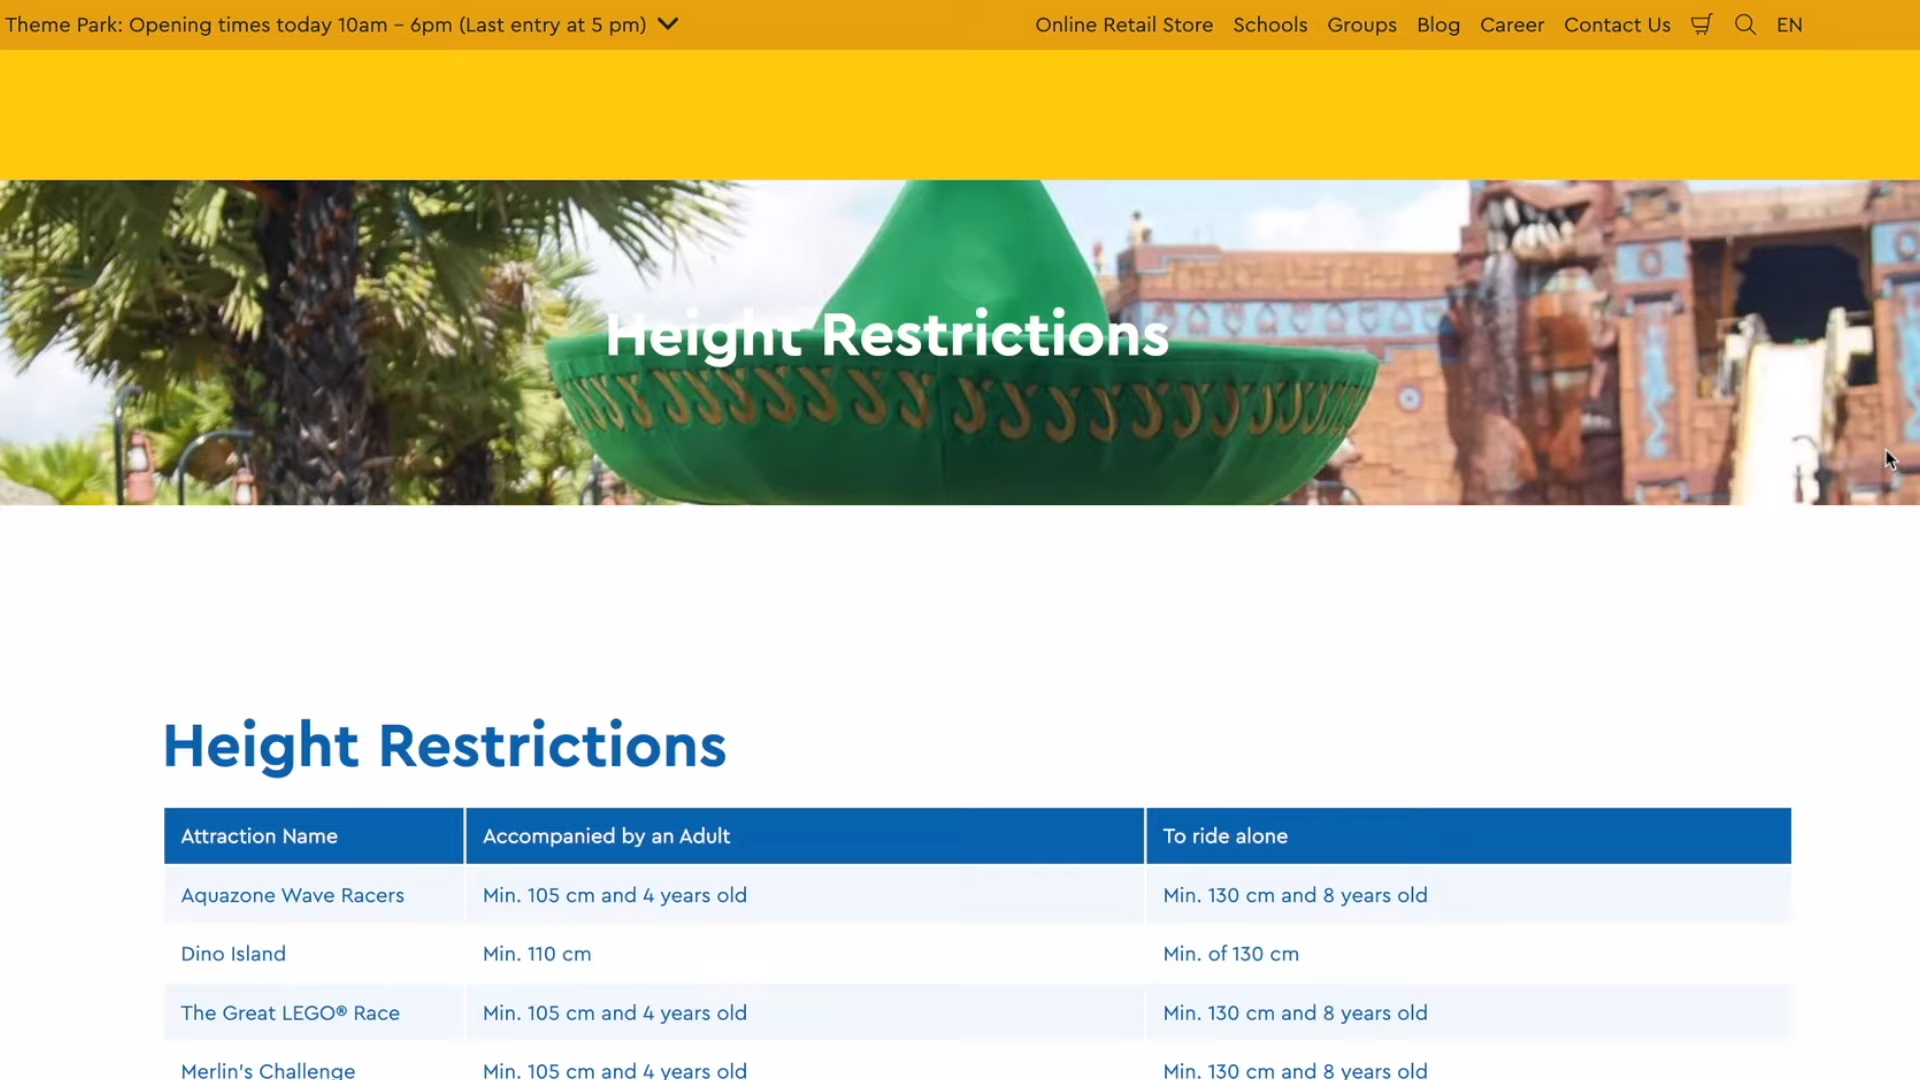 Theme Park: Opening times today 10am – 6pm (Last entry at 5 pm) Online Retail Store Schools Groups Blog Career Contact Us EN
Height Restrictions
Height Restrictions
Attraction Name Accompanied by an Adult To ride alone
Aquazone Wave Racers Min. 105 cm and 4 years old Min. 130 cm and 8 years old
Dino Island Min. 110 cm Min. of 130 cm
The Great LEGO® Race Min. 105 cm and 4 years old Min. 130 cm and 8 years old
Merlin's Challenge Min. 105 cm and 4 years old Min. 130 cm and 8 years old